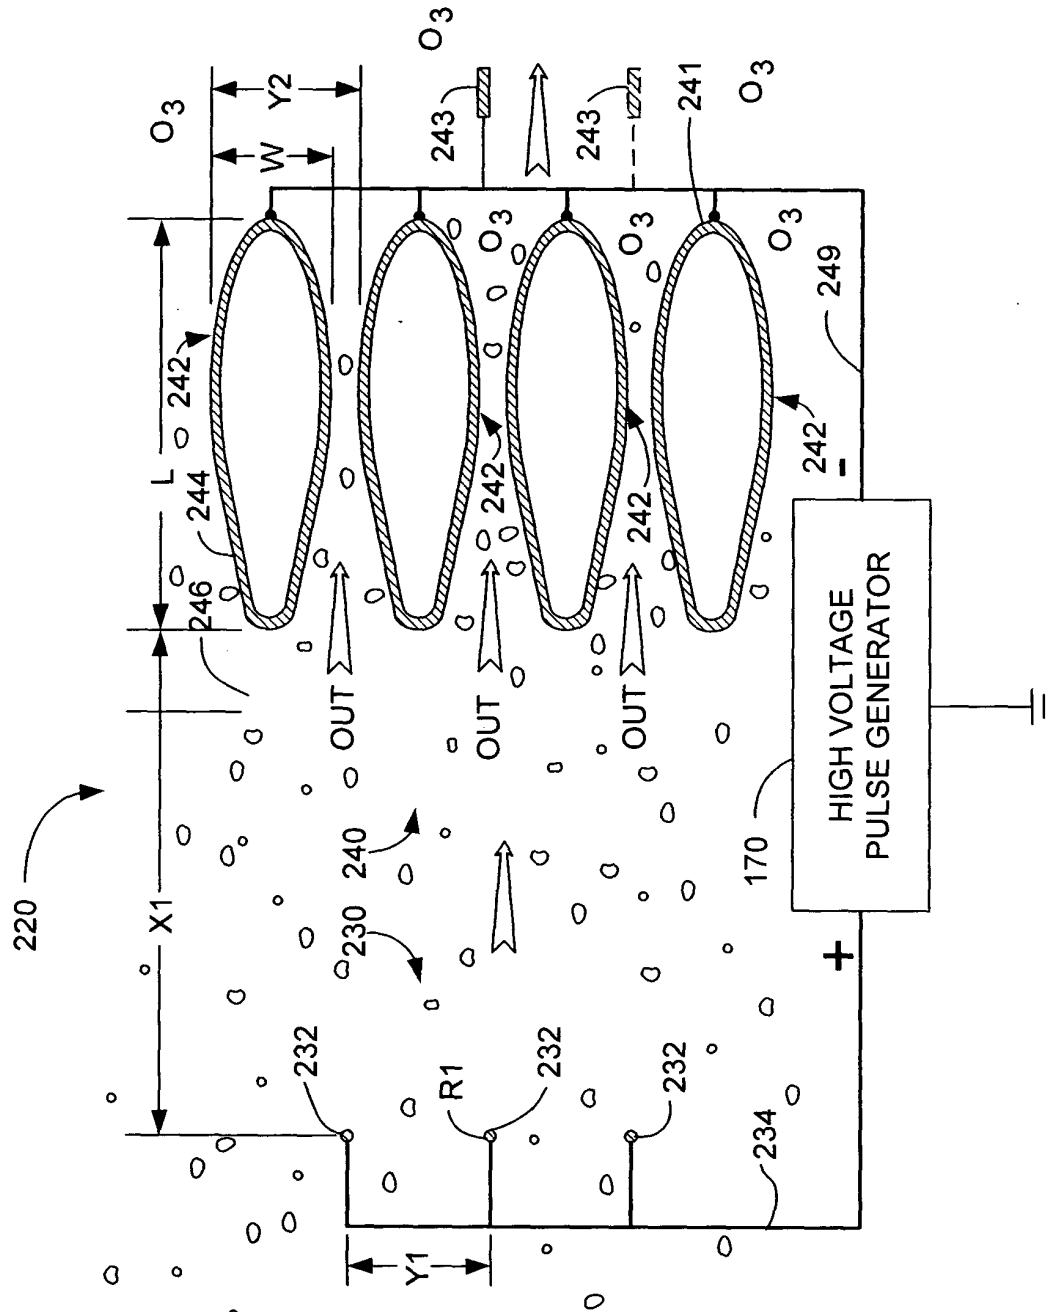 220
X1
L
W
Y2
O3
O3
243
243
241
O3
246
244
242
242
242
242
O3
O3
O3
249
OUT
OUT
OUT
240
230
232
R1
232
232
234
Y1
170
+
-
HIGH VOLTAGE
PULSE GENERATOR